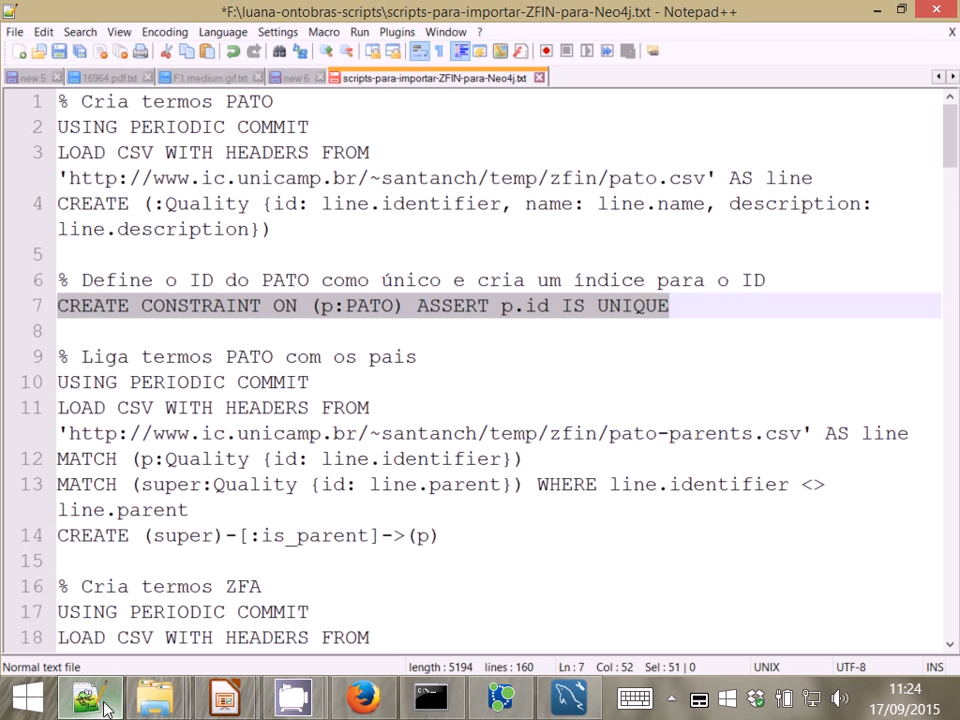 *F:\luana-ontobras-scripts\scripts-para-importar-ZFIN-para-Neo4j.txt - Notepad++
File Edit Search View Encoding Language Settings Macro Run Plugins Window ? X
new 5 16964.pdf.txt F1.medium.gif.txt new 6 scripts-para-importar-ZFIN-para-Neo4j.txt
1 % Cria termos PATO
2 USING PERIODIC COMMIT
3 LOAD CSV WITH HEADERS FROM
'http://www.ic.unicamp.br/~santanch/temp/zfin/pato.csv' AS line
4 CREATE (:Quality {id: line.identifier, name: line.name, description:
line.description})
5
6 % Define o ID do PATO como único e cria um índice para o ID
7 CREATE CONSTRAINT ON (p:PATO) ASSERT p.id IS UNIQUE
8
9 % Liga termos PATO com os pais
10 USING PERIODIC COMMIT
11 LOAD CSV WITH HEADERS FROM
'http://www.ic.unicamp.br/~santanch/temp/zfin/pato-parents.csv' AS line
12 MATCH (p:Quality {id: line.identifier})
13 MATCH (super:Quality {id: line.parent}) WHERE line.identifier <>
line.parent
14 CREATE (super)-[:is_parent]->(p)
15
16 % Cria termos ZFA
17 USING PERIODIC COMMIT
18 LOAD CSV WITH HEADERS FROM
Normal text file length : 5194 lines : 160 Ln : 7 Col : 52 Sel : 51 | 0 UNIX UTF-8 INS
11:24
17/09/2015